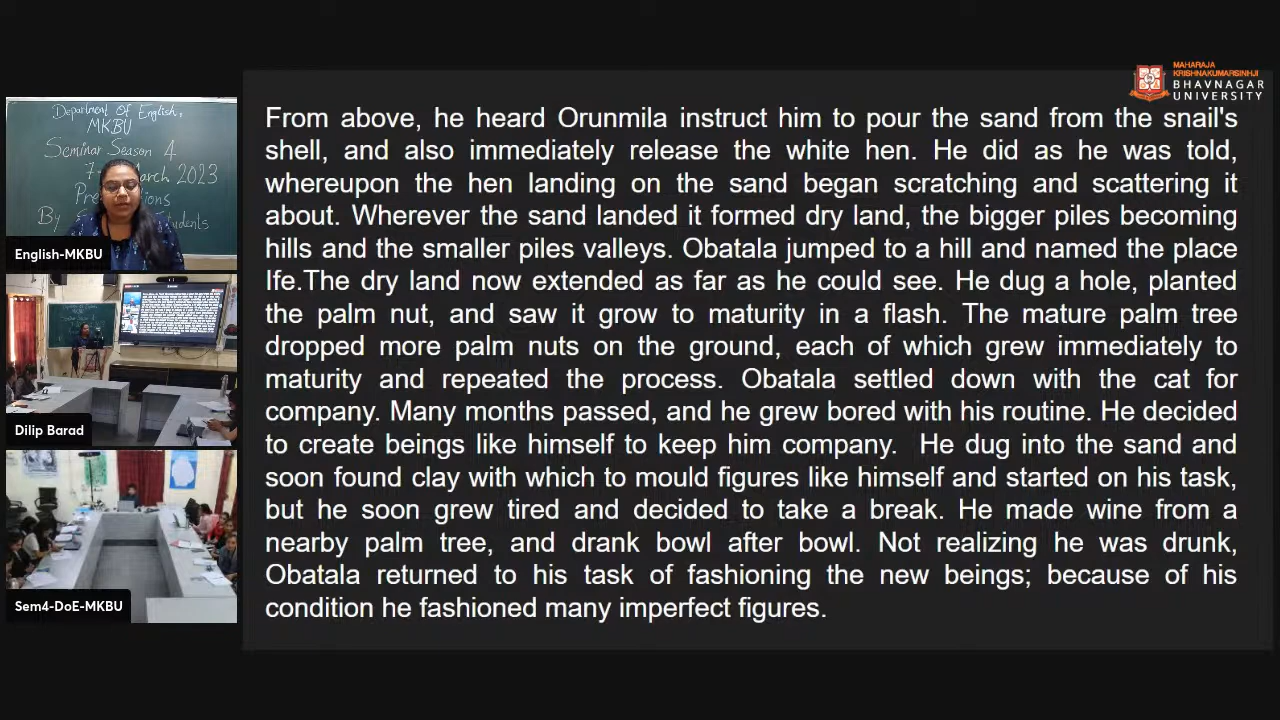 MAHARAJA
KRISHNAKUMARSINHJI
BHAVNAGAR
UNIVERSITY
Department Of English,
MKBU
Seminar Season 4
7 March 2023
By Students
English-MKBU
Dilip Barad
Sem4-DoE-MKBU
From above, he heard Orunmila instruct him to pour the sand from the snail's
shell, and also immediately release the white hen. He did as he was told,
whereupon the hen landing on the sand began scratching and scattering it
about. Wherever the sand landed it formed dry land, the bigger piles becoming
hills and the smaller piles valleys. Obatala jumped to a hill and named the place
Ife.The dry land now extended as far as he could see. He dug a hole, planted
the palm nut, and saw it grow to maturity in a flash. The mature palm tree
dropped more palm nuts on the ground, each of which grew immediately to
maturity and repeated the process. Obatala settled down with the cat for
company. Many months passed, and he grew bored with his routine. He decided
to create beings like himself to keep him company.  He dug into the sand and
soon found clay with which to mould figures like himself and started on his task,
but he soon grew tired and decided to take a break. He made wine from a
nearby palm tree, and drank bowl after bowl. Not realizing he was drunk,
Obatala returned to his task of fashioning the new beings; because of his
condition he fashioned many imperfect figures.